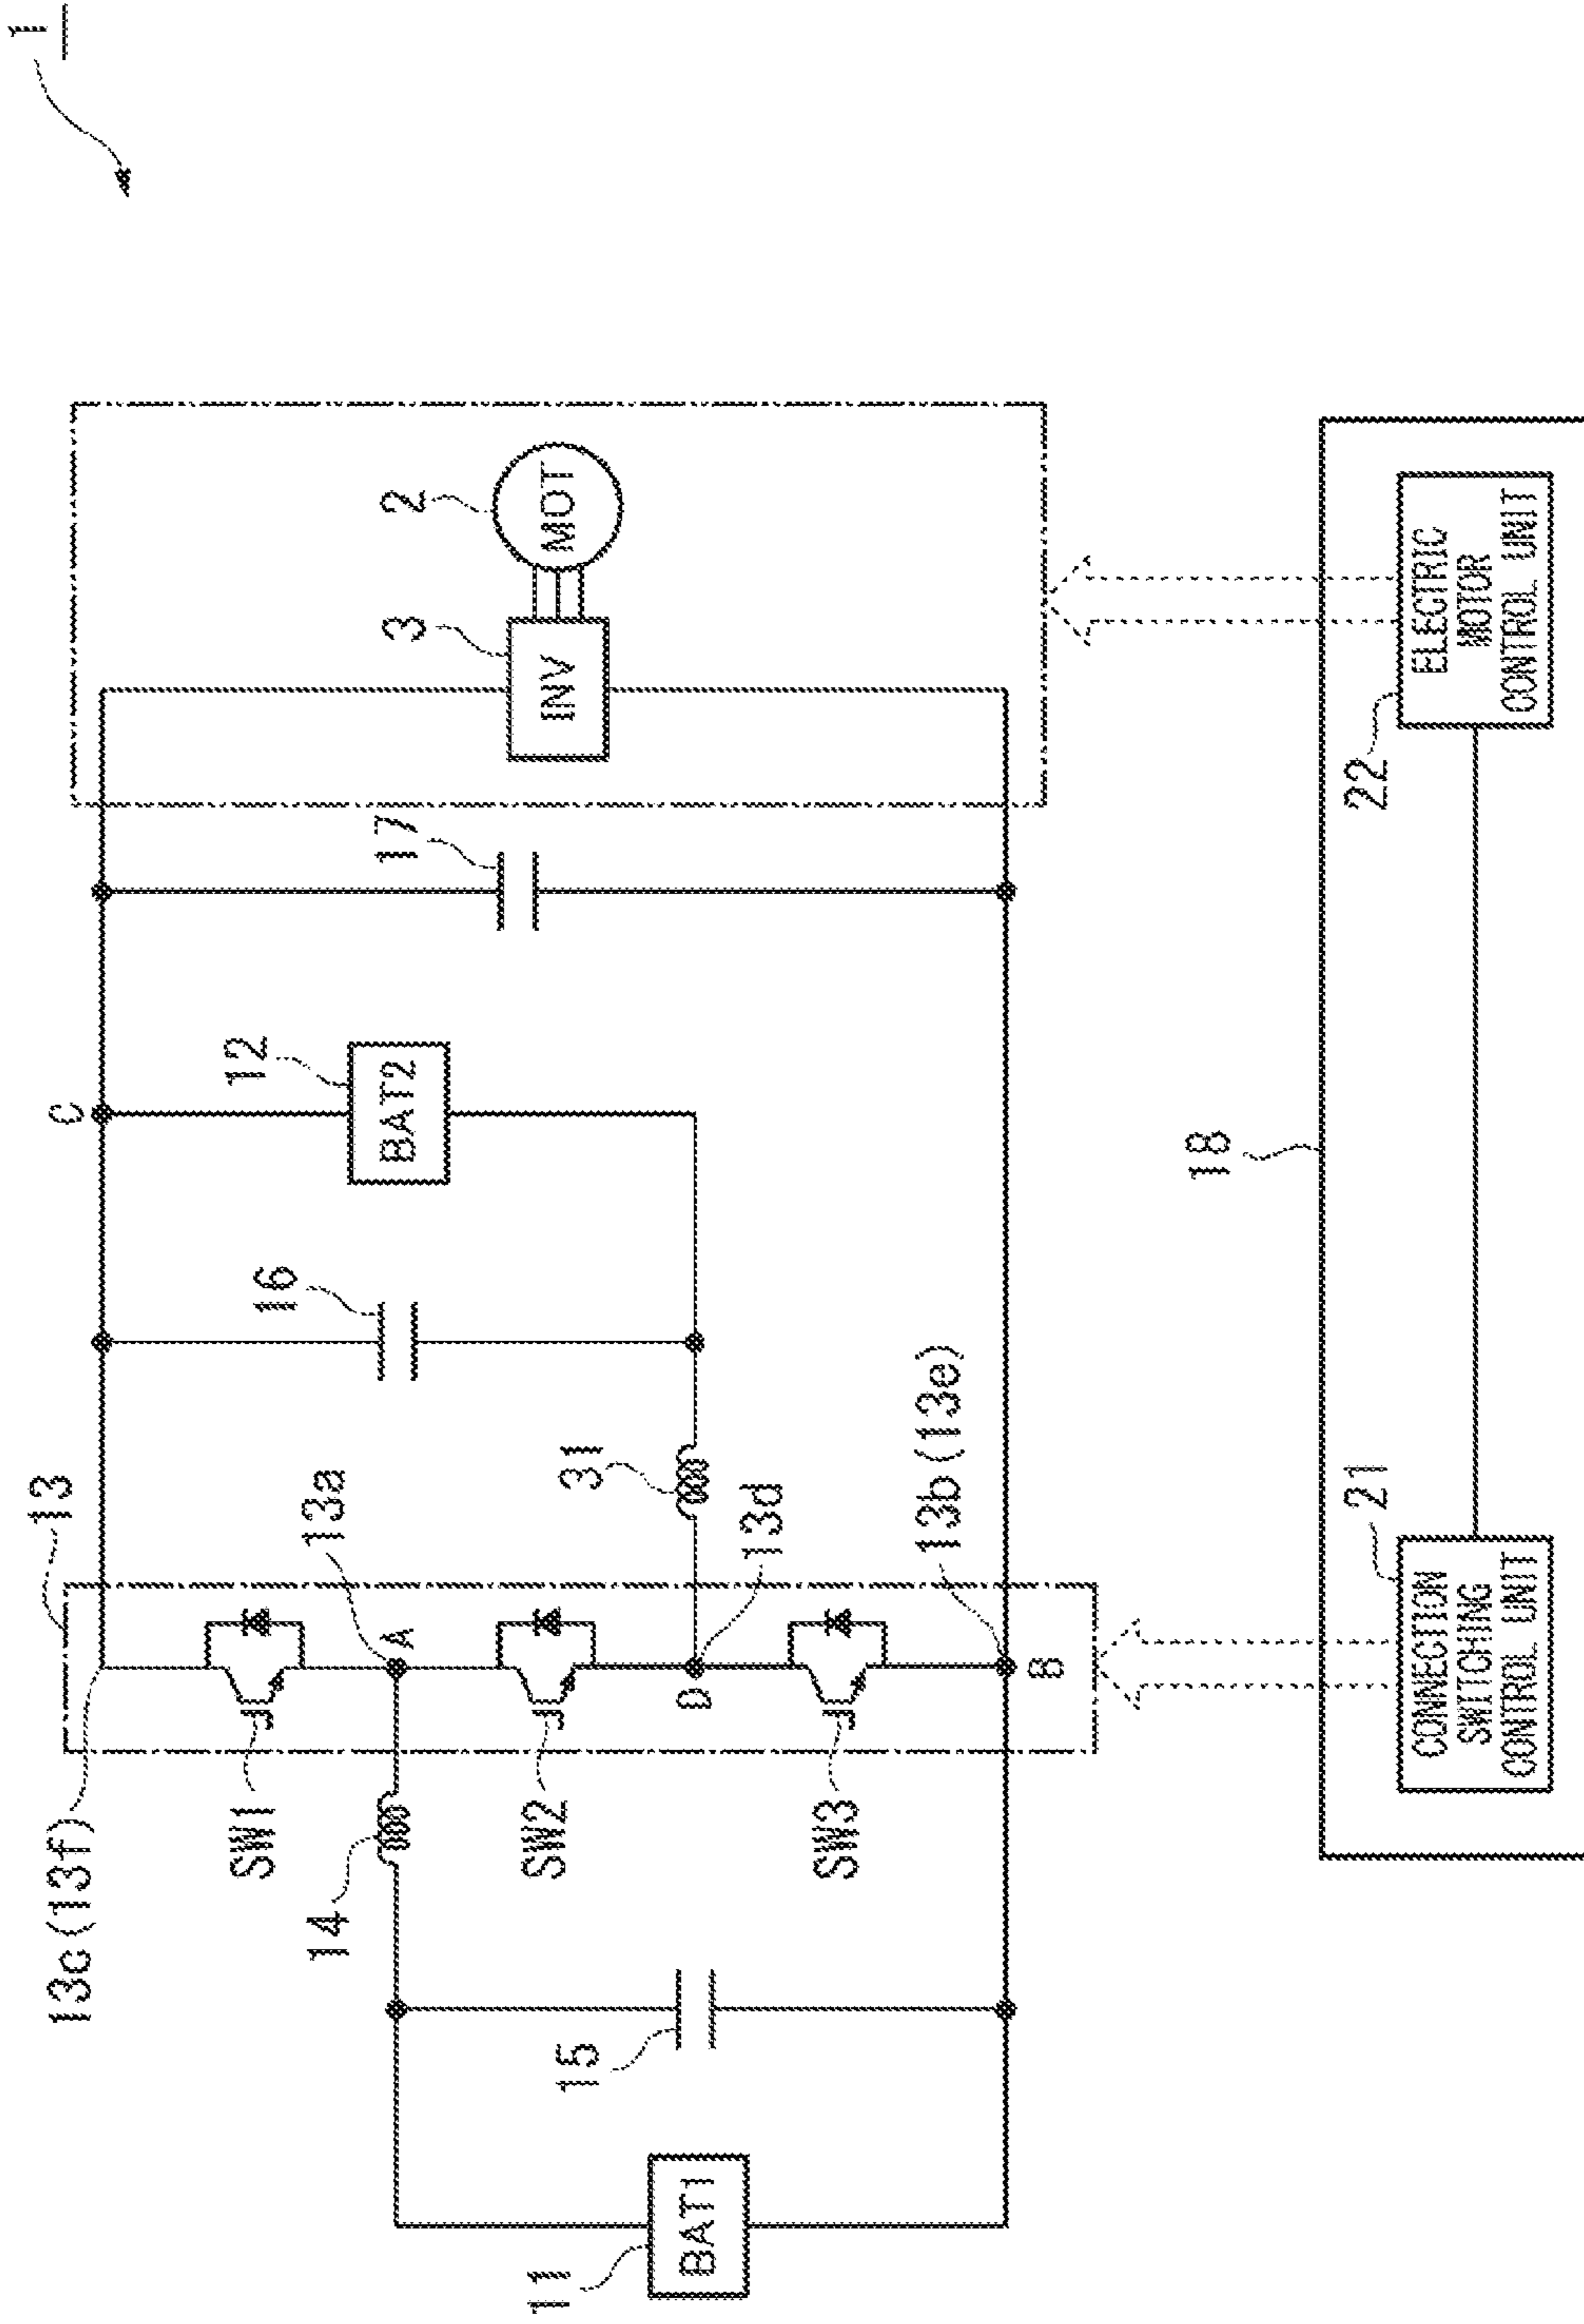 1
13c(13f)
13
C
SW1
12
BAT2
16
14
13a
A
2
MOT
3
INV
17
SW2
31
D
13d
15
11
BAT1
SW3
13b(13e)
B
18
21
CONNECTION
SWITCHING
CONTROL UNIT
22
ELECTRIC
MOTOR
CONTROL UNIT